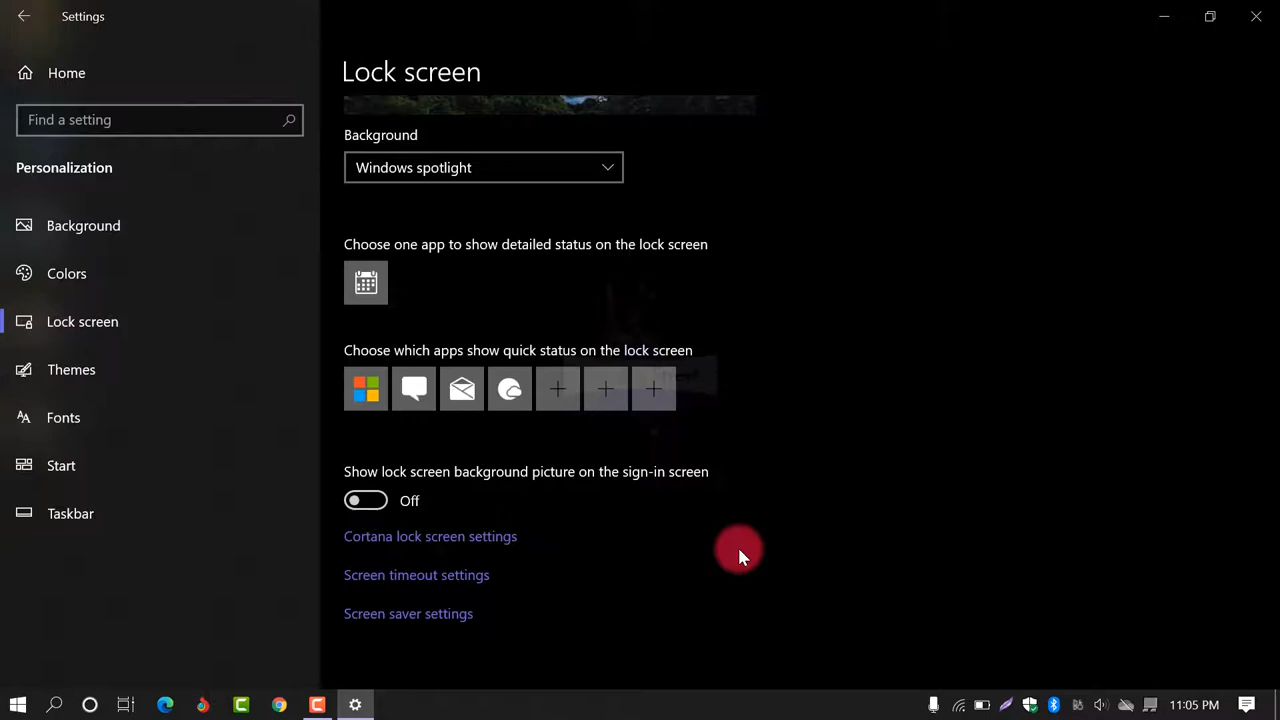 Settings
Home
Find a setting
Personalization
Background
Colors
Lock screen
Themes
Fonts
Start
Taskbar
Lock screen
Background
Windows spotlight
Choose one app to show detailed status on the lock screen
Choose which apps show quick status on the lock screen
Show lock screen background picture on the sign-in screen
Off
Cortana lock screen settings
Screen timeout settings
Screen saver settings
11:05 PM